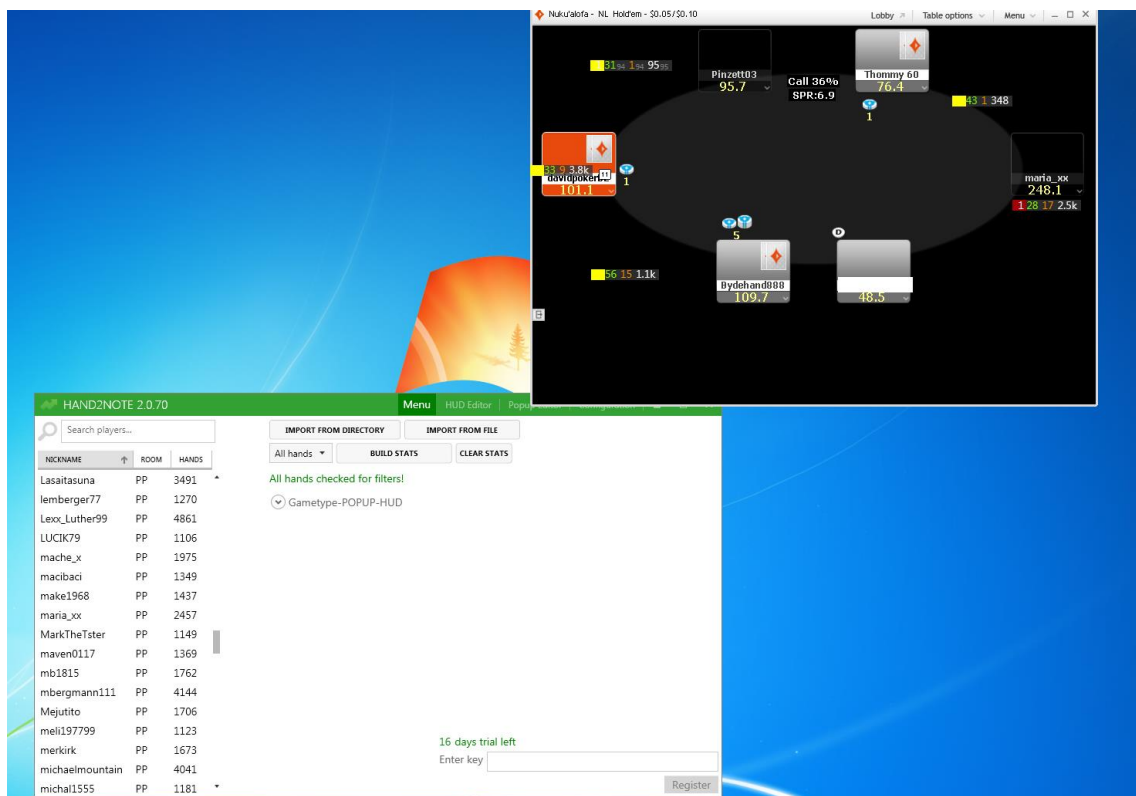 Nuku'alofa - NL Hold'em - $0.05/$0.10
Lobby Table options Menu
31 94 1 94 95 95
Pinzett03
95.7
Call 36%
SPR:6.9
Thommy 60
76.4
1
43 1 348
33 9 3.8k
11
101.1
1
maria_xx
248.1
1 28 17 2.5k
5
D
56 15 1.1k
Bydehand888
109.7
48.5
HAND2NOTE 2.0.70
Menu HUD Editor
Search players...
IMPORT FROM DIRECTORY IMPORT FROM FILE
All hands BUILD STATS CLEAR STATS
All hands checked for filters!
Gametype-POPUP-HUD
NICKNAME ROOM HANDS
Lasaitasuna PP 3491
lemberger77 PP 1270
Lexx_Luther99 PP 4861
LUCIK79 PP 1106
mache_x PP 1975
macibaci PP 1349
make1968 PP 1437
maria_xx PP 2457
MarkTheTster PP 1149
maven0117 PP 1369
mb1815 PP 1762
mbergmann111 PP 4144
Mejutito PP 1706
meli197799 PP 1123
merkirk PP 1673
michaelmountain PP 4041
michal1555 PP 1181
16 days trial left
Enter key
Register